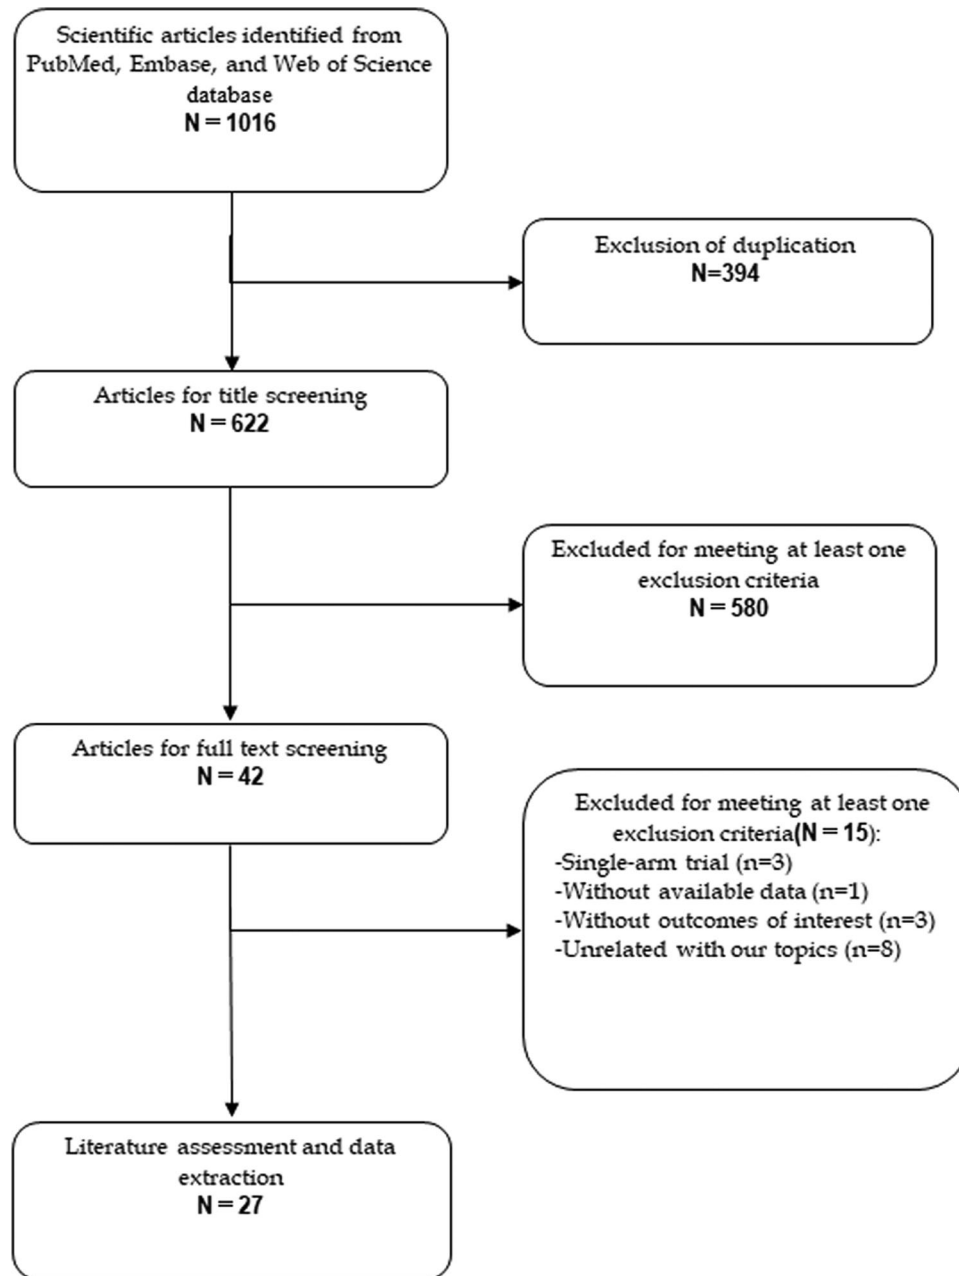 Scientific articles identified from
PubMed, Embase, and Web of Science
database
N = 1016
Exclusion of duplication
N=394
Articles for title screening
N = 622
Excluded for meeting at least one
exclusion criteria
N = 580
Articles for full text screening
N = 42
Excluded for meeting at least one
exclusion criteria(N = 15):
-Single-arm trial (n=3)
-Without available data (n=1)
-Without outcomes of interest (n=3)
-Unrelated with our topics (n=8)
Literature assessment and data
extraction
N = 27